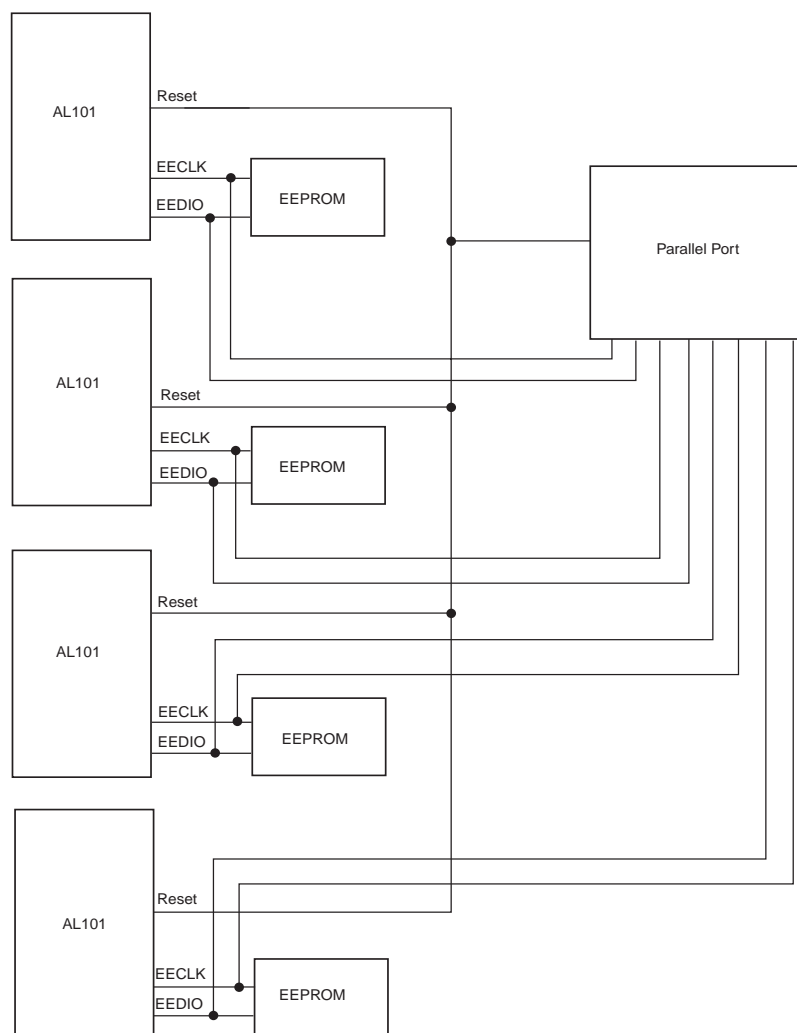 Reset
AL101
EECLK
EEPROM
EEDIO
Parallel Port
AL101
Reset
EECLK
EEPROM
EEDIO
Reset
AL101
EECLK
EEPROM
EEDIO
Reset
AL101
EECLK
EEPROM
EEDIO